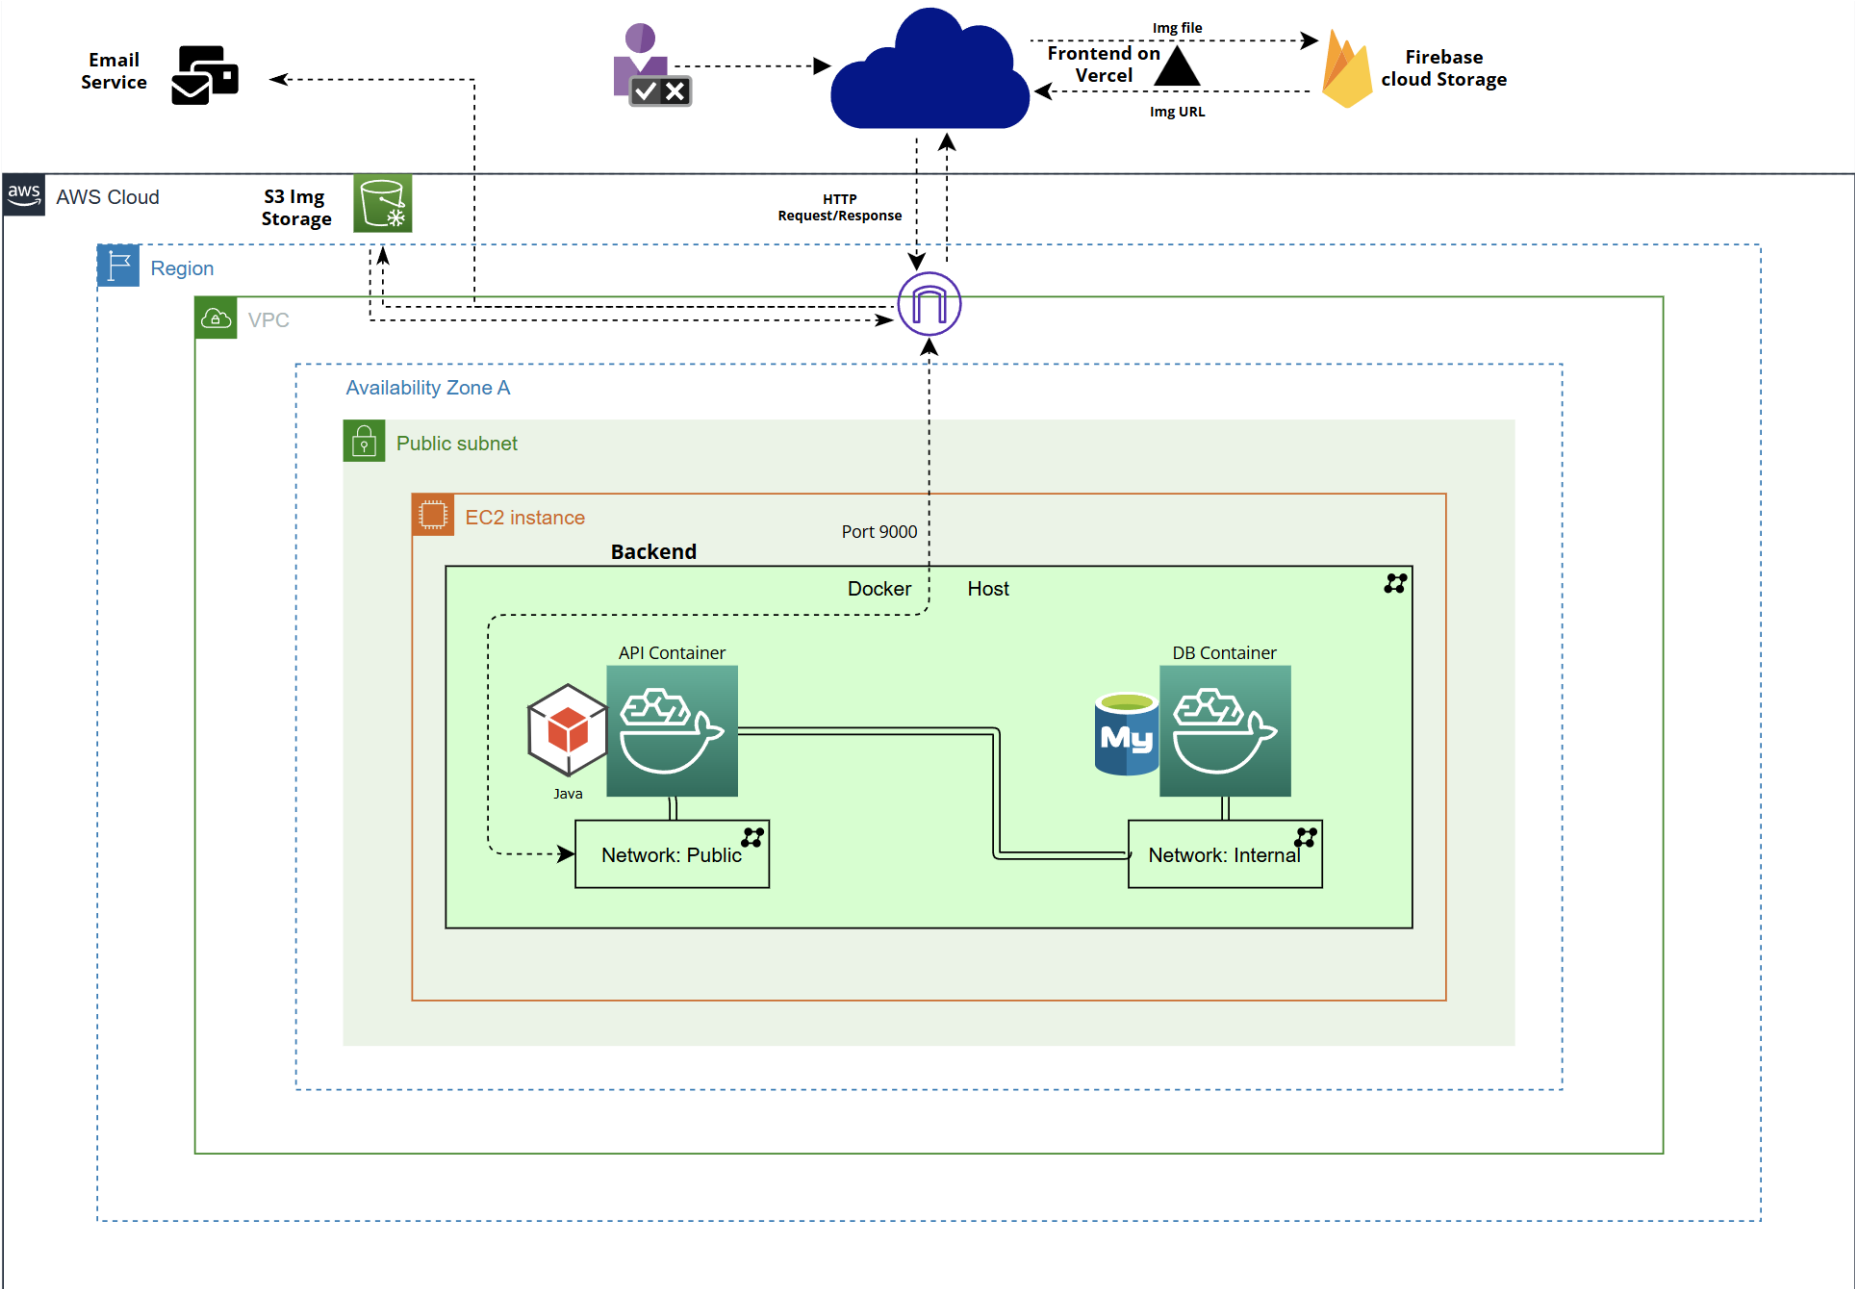 Email
Service
Img file
Frontend on
Vercel
Img URL
Firebase
cloud Storage
aws
AWS Cloud
S3 Img
Storage
HTTP
Request/Response
Region
VPC
Availability Zone A
Public subnet
EC2 instance
Port 9000
Backend
Docker Host
API Container
DB Container
My
Java
Network: Public
Network: Internal